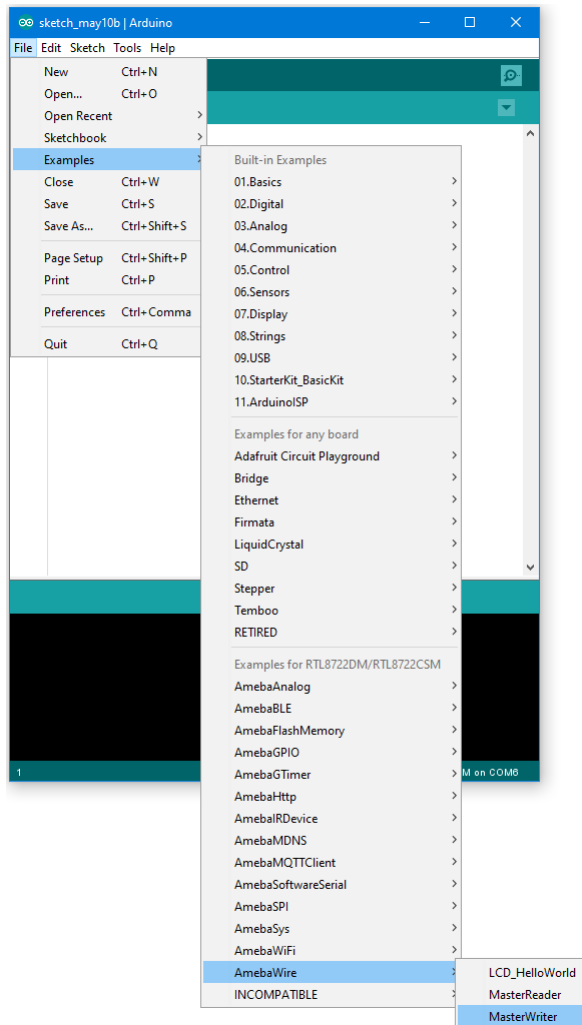 sketch_may10b | Arduino
File Edit Sketch Tools Help
New Ctrl+N
Open... Ctrl+O
Open Recent
Sketchbook
Examples
Close Ctrl+W
Save Ctrl+S
Save As... Ctrl+Shift+S
Page Setup Ctrl+Shift+P
Print Ctrl+P
Preferences Ctrl+Comma
Quit Ctrl+Q
Built-in Examples
01.Basics
02.Digital
03.Analog
04.Communication
05.Control
06.Sensors
07.Display
08.Strings
09.USB
10.StarterKit_BasicKit
11.ArduinoISP
Examples for any board
Adafruit Circuit Playground
Bridge
Ethernet
Firmata
LiquidCrystal
SD
Stepper
Temboo
RETIRED
Examples for RTL8722DM/RTL8722CSM
AmebaAnalog
AmebaBLE
AmebaFlashMemory
AmebaGPIO
AmebaGTimer
AmebaHttp
AmebaIRDevice
AmebaMDNS
AmebaMQTTClient
AmebaSoftwareSerial
AmebaSPI
AmebaSys
AmebaWiFi
AmebaWire
INCOMPATIBLE
LCD_HelloWorld
MasterReader
MasterWriter
1 M on COM6